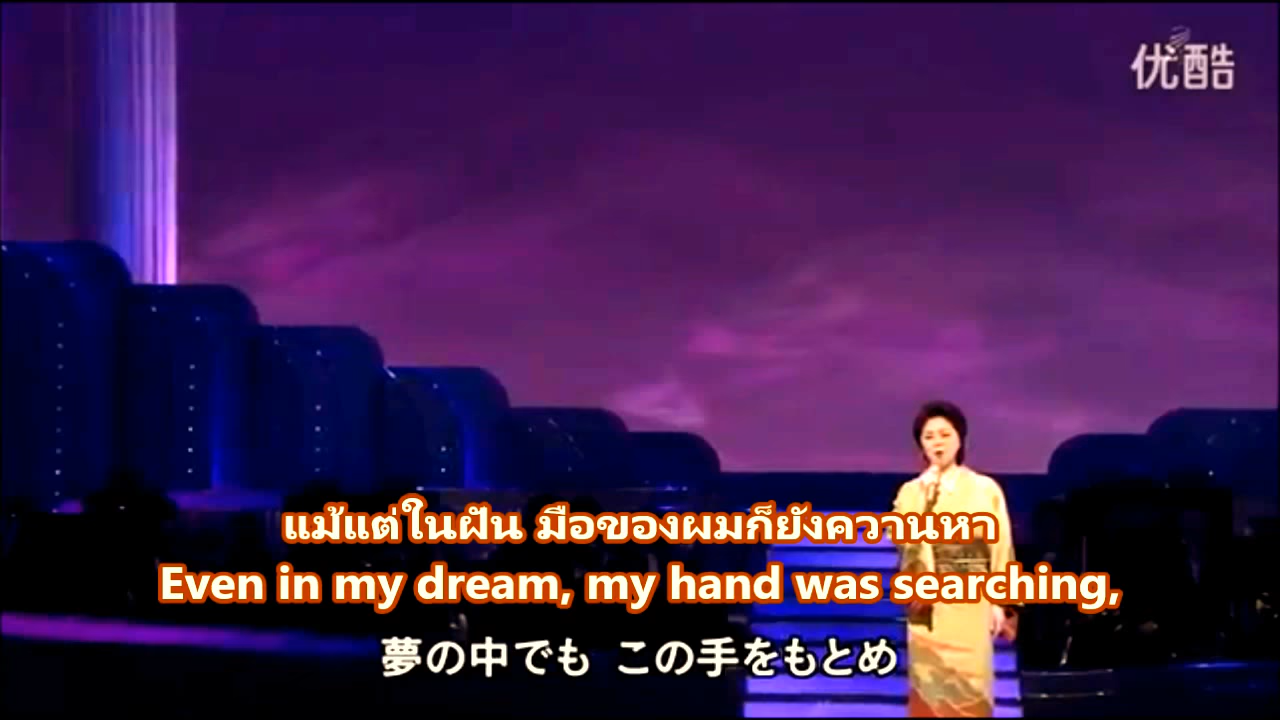 优酷
แม้แต่ในฝัน มือของผมก็ยังควานหา
Even in my dream, my hand was searching,
夢の中でも この手をもとめ